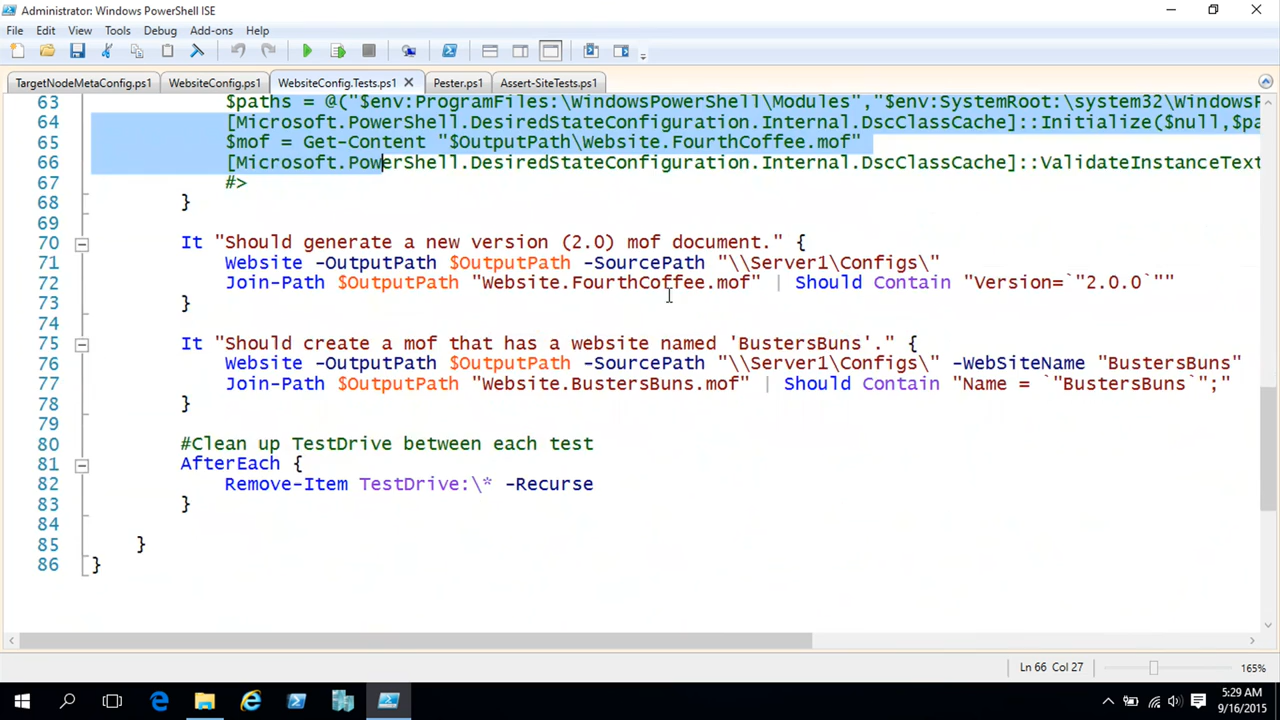 Administrator: Windows PowerShell ISE
File Edit View Tools Debug Add-ons Help
TargetNodeMetaConfig.ps1 WebsiteConfig.ps1 WebsiteConfig.Tests.ps1 Pester.ps1 Assert-SiteTests.ps1
63 $paths = @("$env:ProgramFiles:\WindowsPowerShell\Modules","$env:SystemRoot:\system32\WindowsP
64 [Microsoft.PowerShell.DesiredStateConfiguration.Internal.DscClassCache]::Initialize($null,$pa
65 $mof = Get-Content "$OutputPath\Website.FourthCoffee.mof"
66 [Microsoft.PowerShell.DesiredStateConfiguration.Internal.DscClassCache]::ValidateInstanceText
67 #>
68 }
69
70 It "Should generate a new version (2.0) mof document." {
71 Website -OutputPath $OutputPath -SourcePath "\\Server1\Configs\"
72 Join-Path $OutputPath "Website.FourthCoffee.mof" | Should Contain "Version=`"2.0.0`""
73 }
74
75 It "Should create a mof that has a website named 'BustersBuns'." {
76 Website -OutputPath $OutputPath -SourcePath "\\Server1\Configs\" -WebSiteName "BustersBuns"
77 Join-Path $OutputPath "Website.BustersBuns.mof" | Should Contain "Name = `"BustersBuns`";"
78 }
79
80 #Clean up TestDrive between each test
81 AfterEach {
82 Remove-Item TestDrive:\* -Recurse
83 }
84
85 }
86 }
Ln 66 Col 27 165%
5:29 AM
9/16/2015